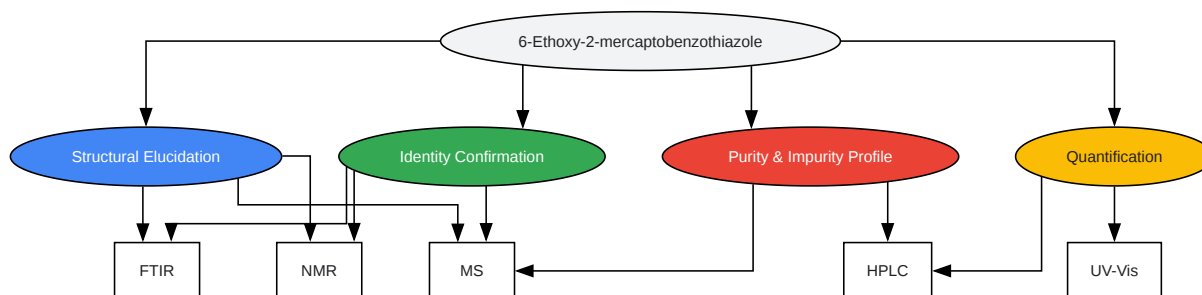 6-Ethoxy-2-mercaptobenzothiazole
Structural Elucidation
Identity Confirmation
Purity & Impurity Profile
Quantification
FTIR
NMR
MS
HPLC
UV-Vis